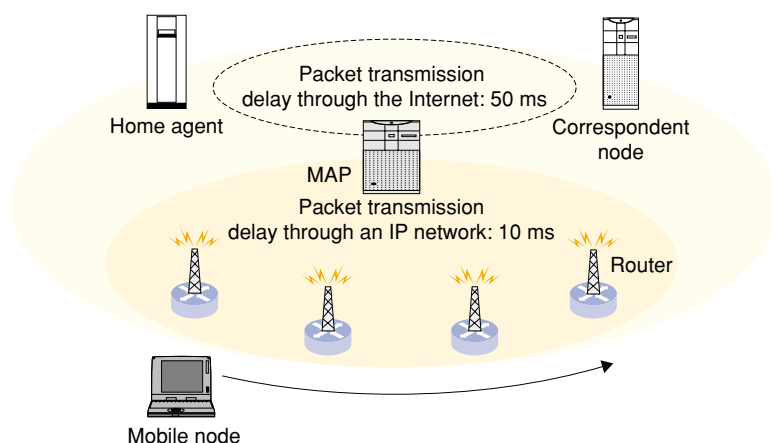 Packet transmission
delay through the Internet: 50 ms
Home agent
Correspondent
node
MAP
Packet transmission
delay through an IP network: 10 ms
Router
Mobile node